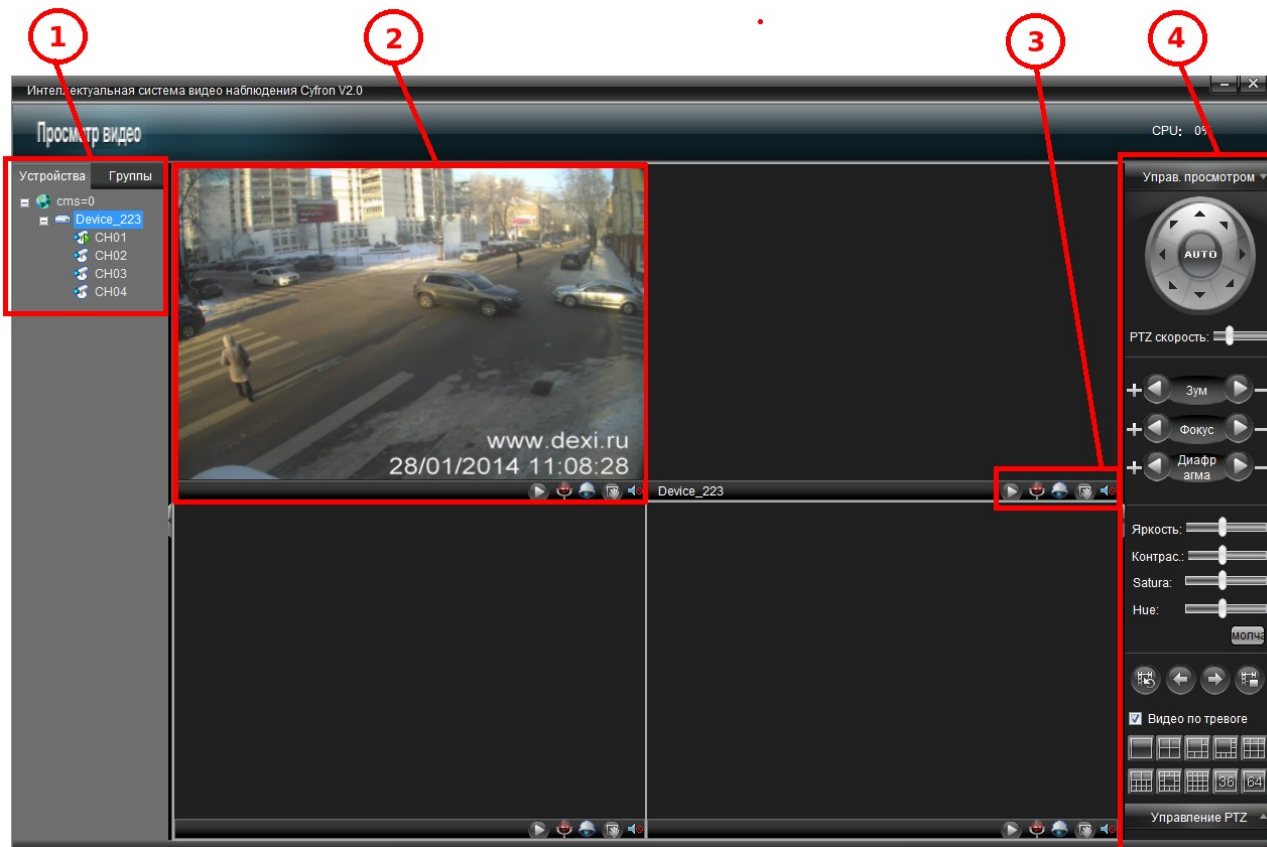 1
2
3
4
Интеллектуальная система видео наблюдения Cyfron V2.0
Просмотр видео
CPU: 0%
Устройства Группы
cms=0
Device_223
CH01
CH02
CH03
CH04
www.dexi.ru
28/01/2014 11:08:28
Device_223
Управ. просмотром
AUTO
PTZ скорость:
+ Зум -
+ Фокус -
+ Диафр -
агма
Яркость:
Контрас.:
Satura:
Hue:
молча
Видео по тревоге
36 64
Управление PTZ